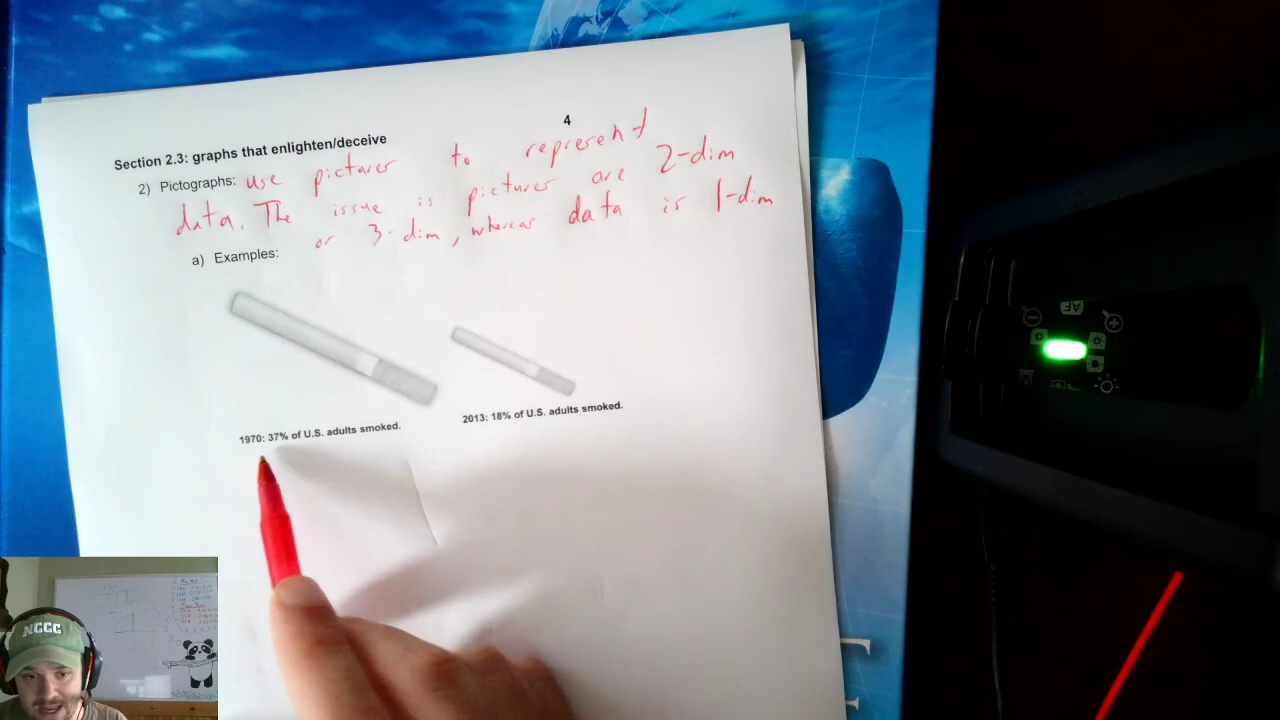 4
Section 2.3: graphs that enlighten/deceive
2) Pictographs: use pictures to represent
data. The issue is pictures are 2-dim
or 3-dim, whereas data is 1-dim
a) Examples:
1970: 37% of U.S. adults smoked.
2013: 18% of U.S. adults smoked.
AF
NCCC